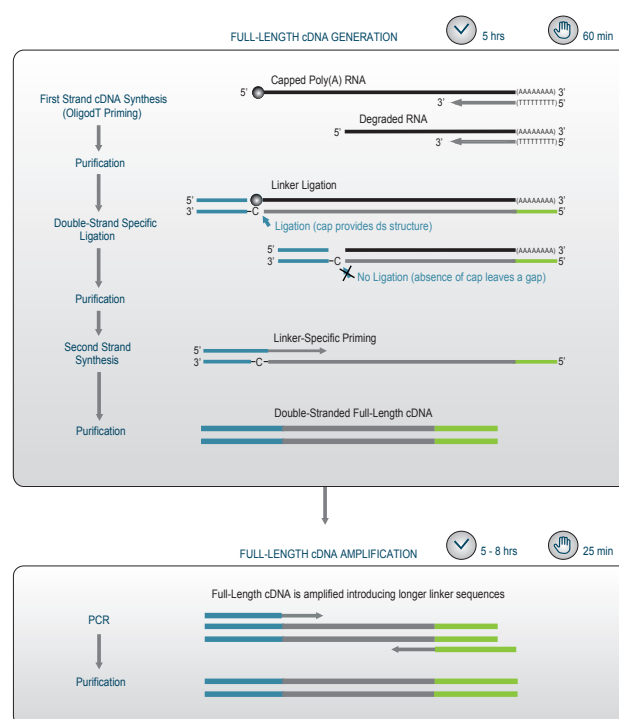 FULL-LENGTH cDNA GENERATION
5 hrs
60 min
First Strand cDNA Synthesis
(OligodT Priming)
Capped Poly(A) RNA
5'
(AAAAAAAA) 3'
3'
(TTTTTTTTT) 5'
Degraded RNA
5'
(AAAAAAAA) 3'
3'
(TTTTTTTTT) 5'
Purification
Linker Ligation
5'
(AAAAAAAA) 3'
3'
C
5'
Double-Strand Specific
Ligation
Ligation (cap provides ds structure)
5'
(AAAAAAAA) 3'
3'
C
5'
No Ligation (absence of cap leaves a gap)
Purification
Second Strand
Synthesis
Linker-Specific Priming
5'
3'
C
5'
Double-Stranded Full-Length cDNA
Purification
FULL-LENGTH cDNA AMPLIFICATION
5 - 8 hrs
25 min
Full-Length cDNA is amplified introducing longer linker sequences
PCR
Purification